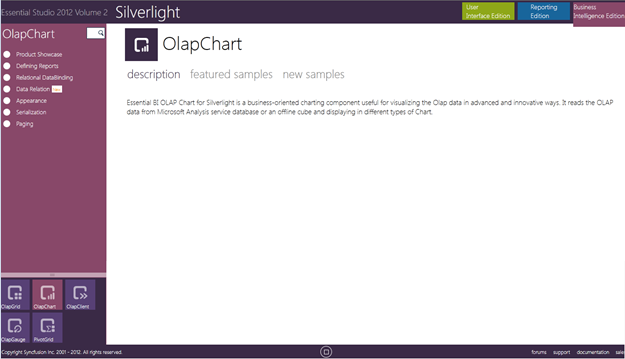 Essential Studio 2012 Volume 2
Silverlight
User
Interface Edition
Reporting
Edition
Business
Intelligence Edition
OlapChart
Product Showcase
Defining Reports
Relational DataBinding
Data Relation
Appearance
Serialization
Paging
OlapChart
description featured samples new samples
Essential BI OLAP Chart for Silverlight is a business-oriented charting component useful for visualizing the Olap data in advanced and innovative ways. It reads the OLAP
data from Microsoft Analysis service database or an offline cube and displaying in different types of Chart.
OlapGrid OlapChart OlapClient
OlapGauge PivotGrid
Copyright Syncfusion Inc. 2001 - 2012. All rights reserved.
forums support documentation sales